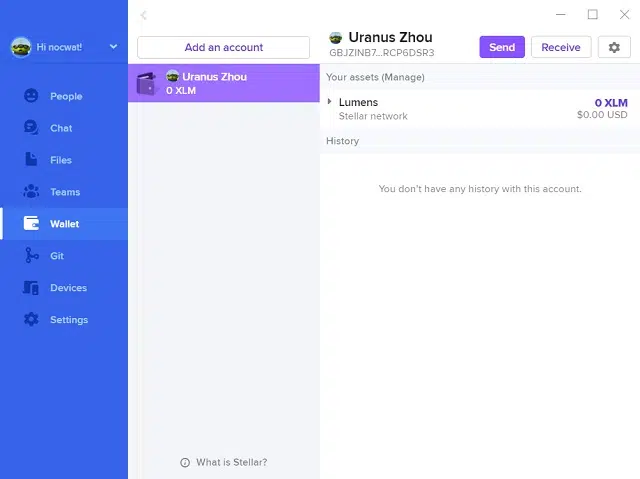 Hi nocwat!
People
Chat
Files
Teams
Wallet
Git
Devices
Settings
Add an account
Uranus Zhou
0 XLM
What is Stellar?
Uranus Zhou
GBJZINB7...RCP6DSR3
Send
Receive
Your assets (Manage)
Lumens
0 XLM
Stellar network
$0.00 USD
History
You don't have any history with this account.